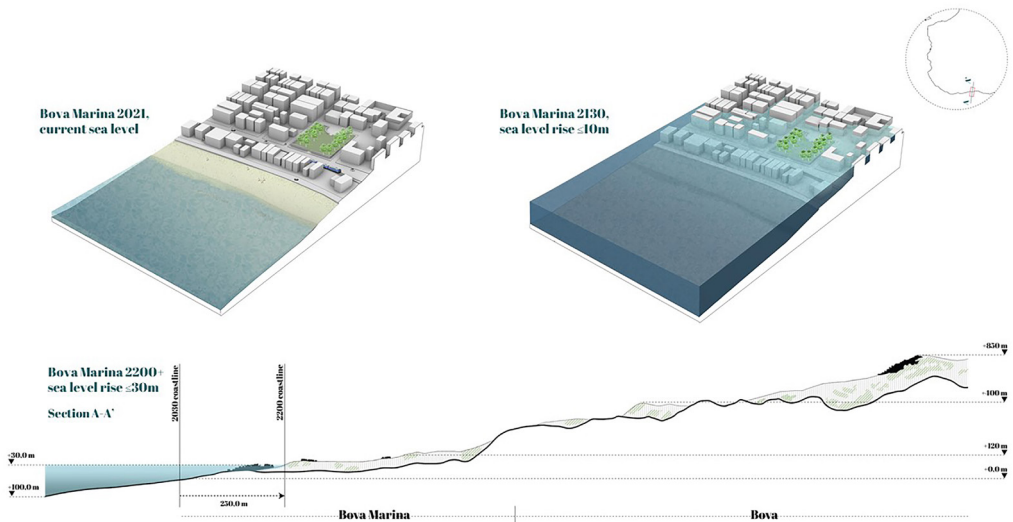 Bova Marina 2021,
current sea level
Bova Marina 2130,
sea level rise ≤10m
Bova Marina 2200+
sea level rise ≤30m
Section A-A'
2030 coastline
2200 coastline
+850 m
+400 m
+120 m
+0.0 m
+30.0 m
+100.0 m
250.0 m
Bova Marina
Bova